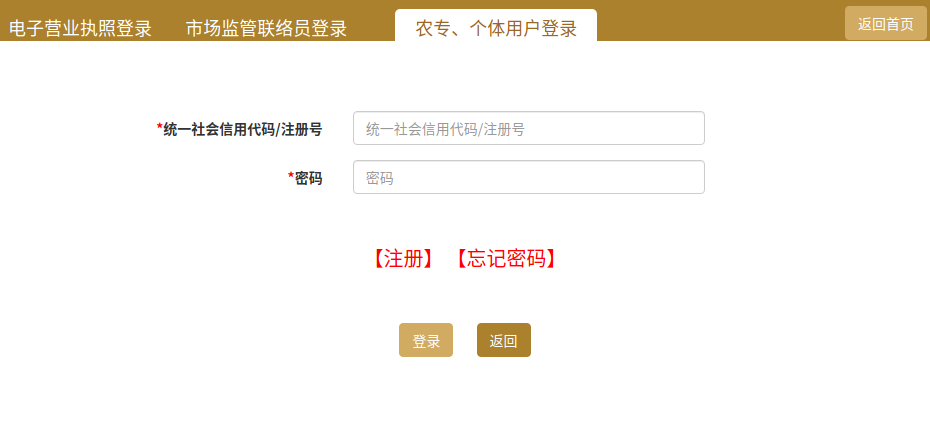 电子营业执照登录 市场监管联络员登录 农专、个体用户登录 返回首页
*统一社会信用代码/注册号 统一社会信用代码/注册号
*密码 密码
【注册】 【忘记密码】
登录 返回